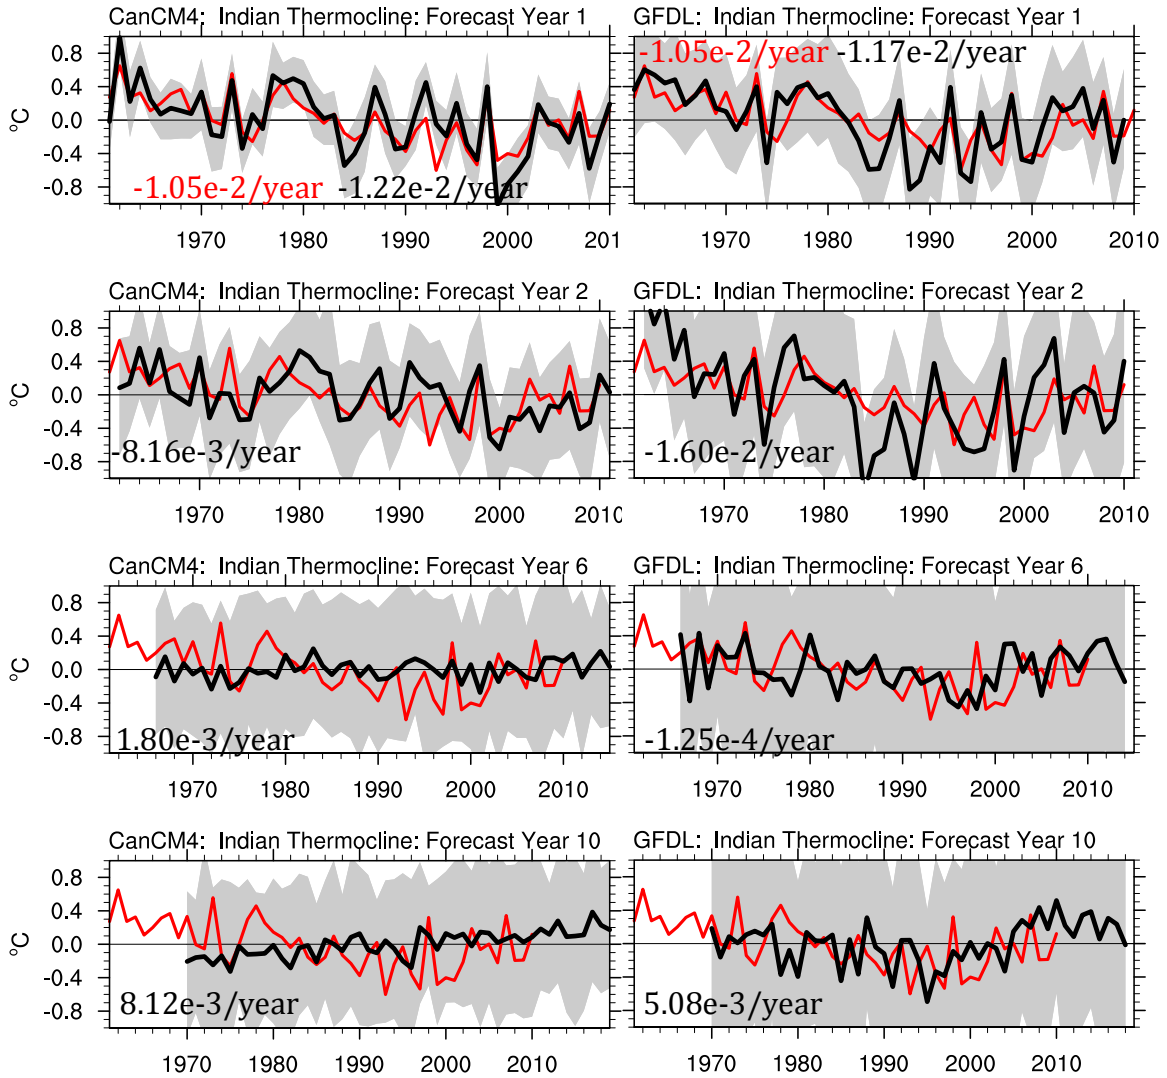 CanCM4: Indian Thermocline: Forecast Year 1
GFDL: Indian Thermocline: Forecast Year 1
°C
0.8
0.4
0.0
-0.4
-0.8
-1.05e-2/year -1.22e-2/year
-1.05e-2/year -1.17e-2/year
1970 1980 1990 2000 201
1970 1980 1990 2000 2010
CanCM4: Indian Thermocline: Forecast Year 2
GFDL: Indian Thermocline: Forecast Year 2
°C
0.8
0.4
0.0
-0.4
-0.8
-8.16e-3/year
-1.60e-2/year
1970 1980 1990 2000 201
1970 1980 1990 2000 2010
CanCM4: Indian Thermocline: Forecast Year 6
GFDL: Indian Thermocline: Forecast Year 6
°C
0.8
0.4
0.0
-0.4
-0.8
1.80e-3/year
-1.25e-4/year
1970 1980 1990 2000 2010
1970 1980 1990 2000 2010
CanCM4: Indian Thermocline: Forecast Year 10
GFDL: Indian Thermocline: Forecast Year 10
°C
0.8
0.4
0.0
-0.4
-0.8
8.12e-3/year
5.08e-3/year
1970 1980 1990 2000 2010
1970 1980 1990 2000 2010